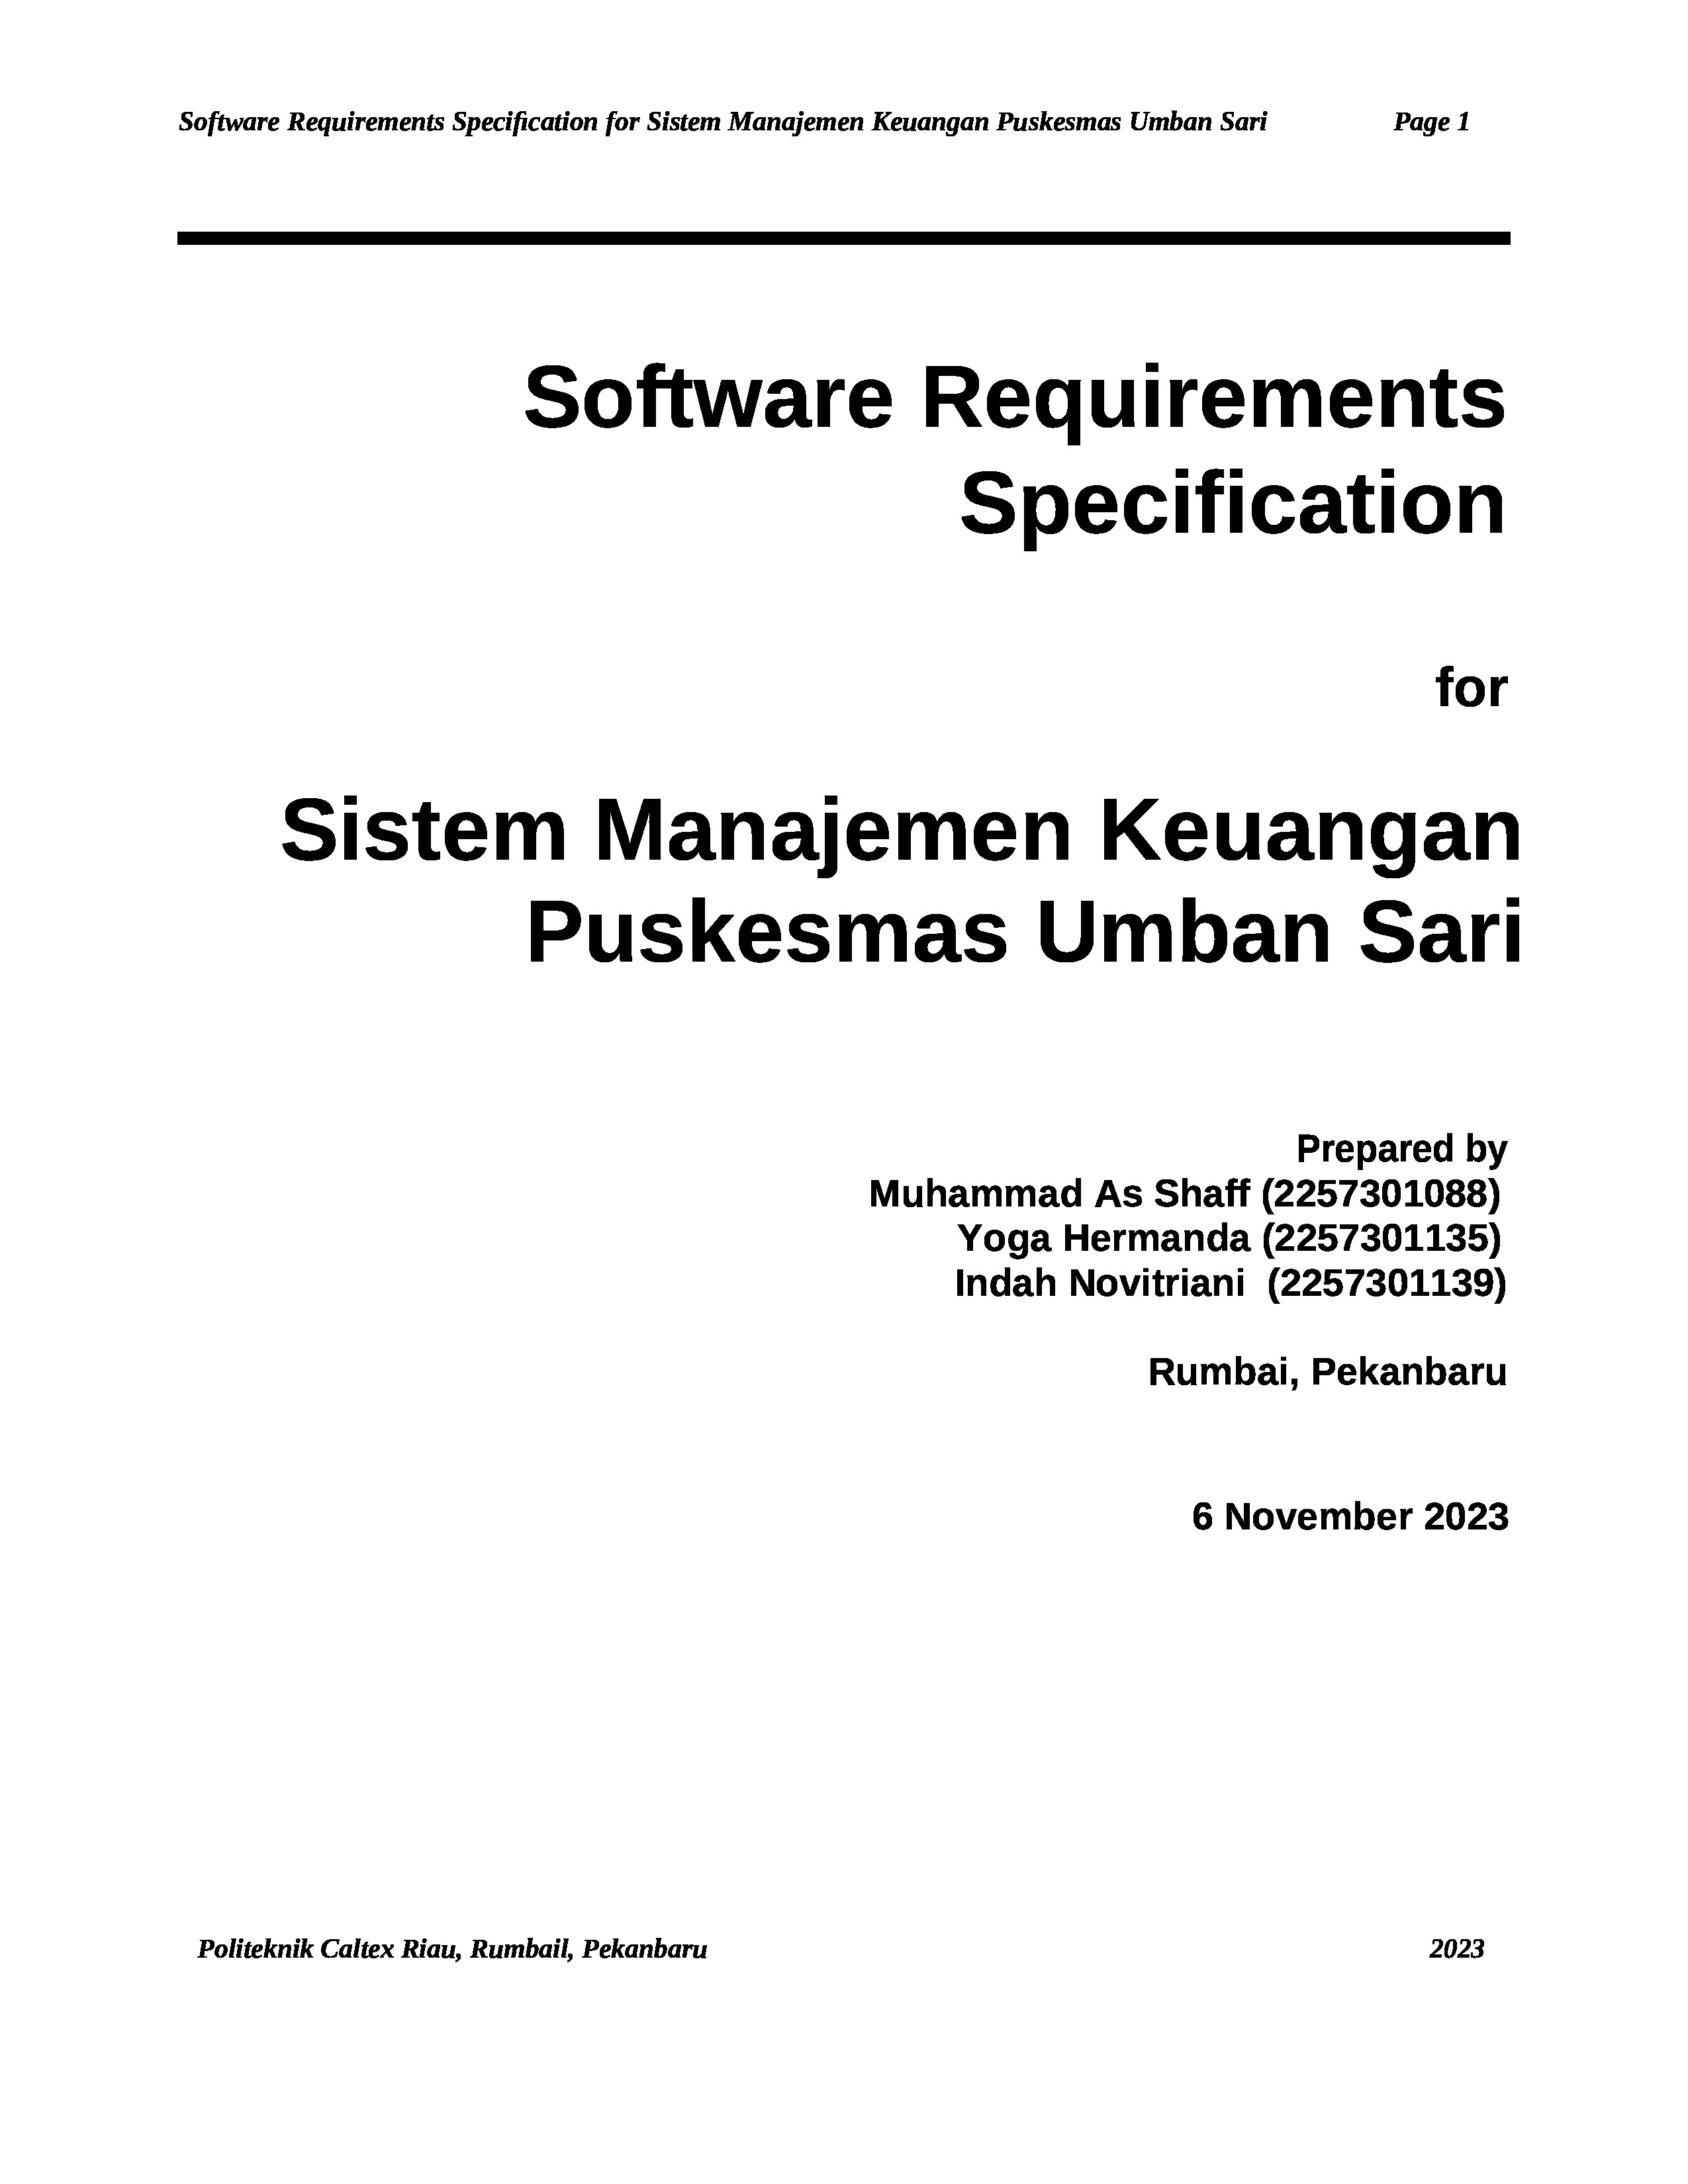 Software Requirements Specification for Sistem Manajemen Keuangan Puskesmas Umban Sari Page 1
Software Requirements
Specification
for
Sistem Manajemen Keuangan
Puskesmas Umban Sari
Prepared by
Muhammad As Shaff (2257301088)
Yoga Hermanda (2257301135)
Indah Novitriani (2257301139)
Rumbai, Pekanbaru
6 November 2023
Politeknik Caltex Riau, Rumbail, Pekanbaru 2023